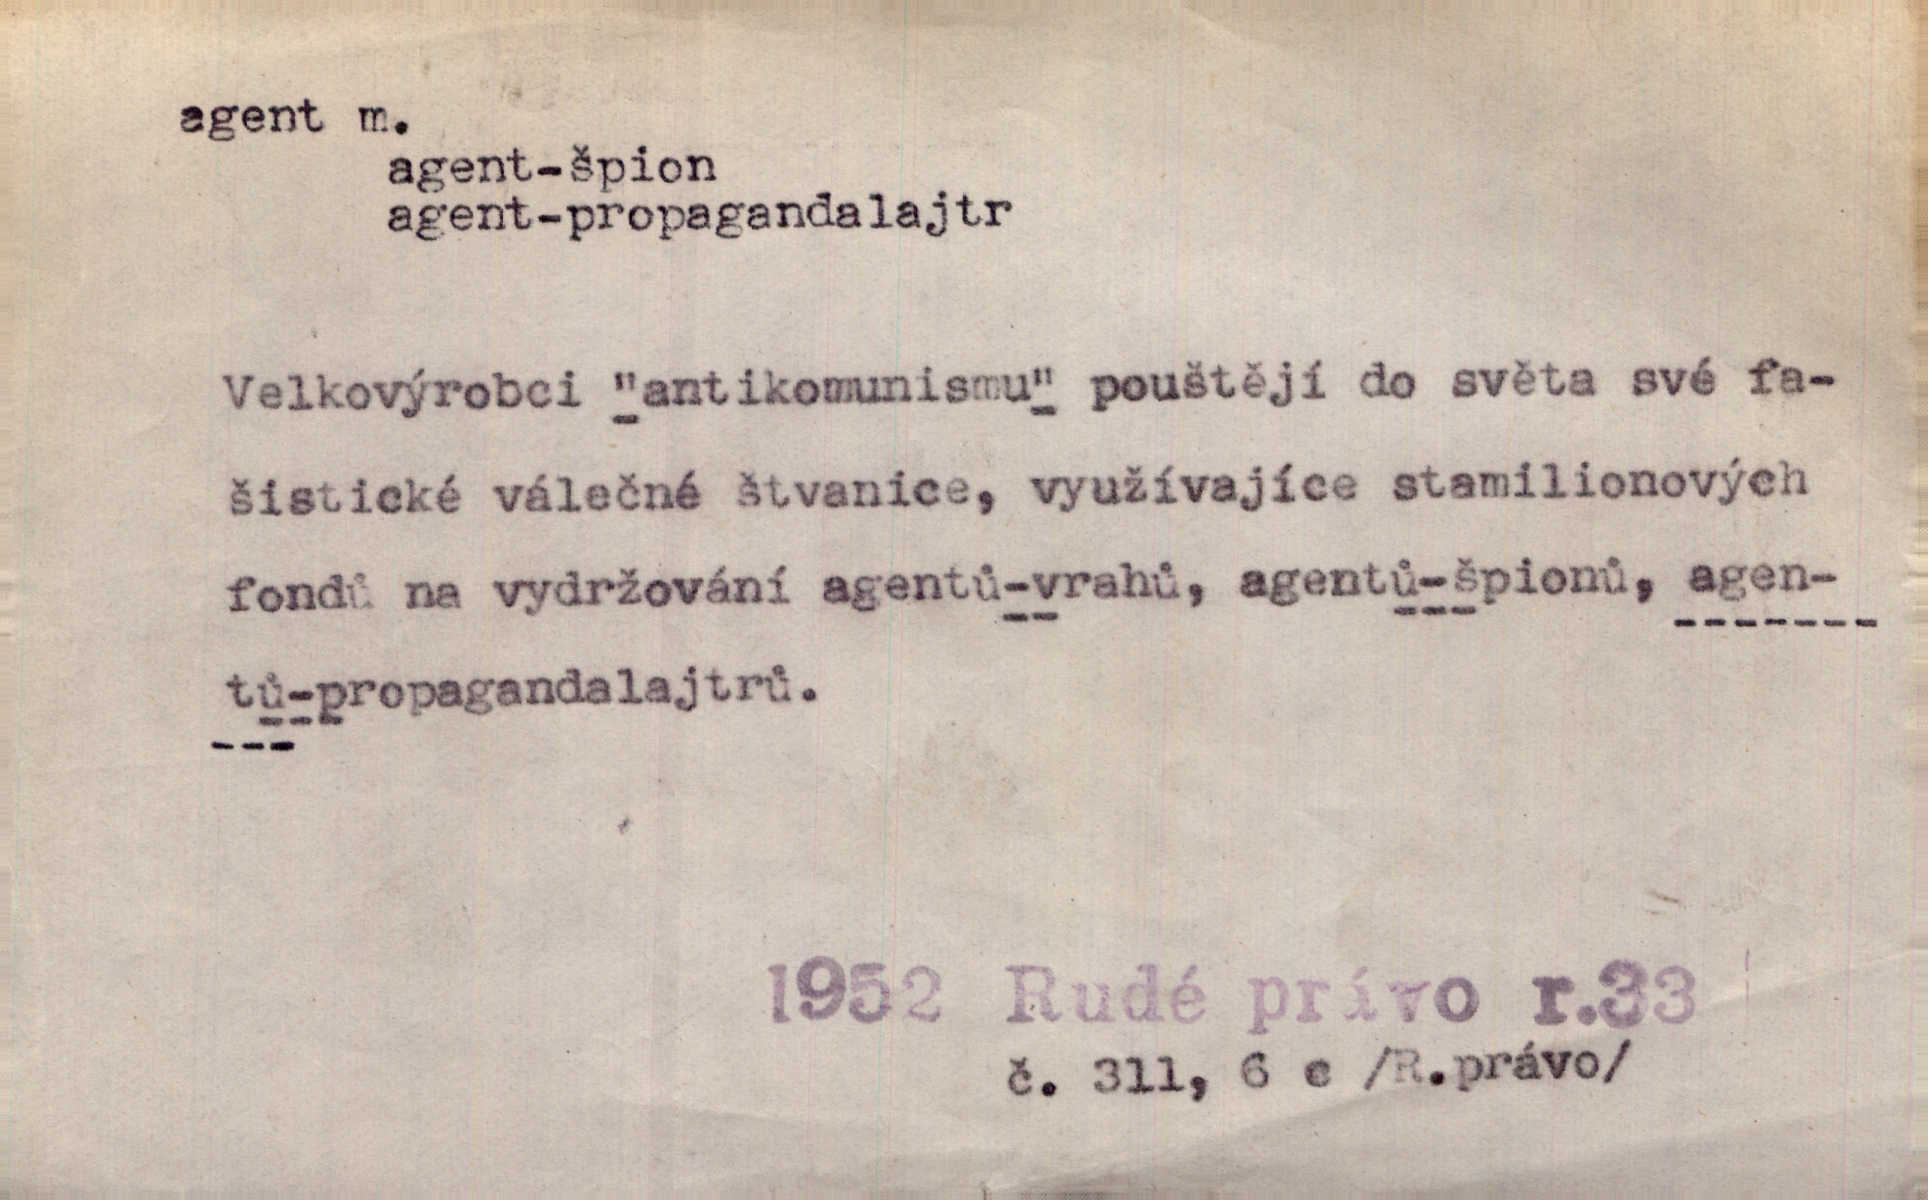 agent m.
agent-špion
agent-propagandalajtr
Velkovýrobci "antikomunismu" pouštějí do světa své fa-
šistické válečné štvanice, využívajíce stamilionových
fondů na vydržování agentů-vrahů, agentů-špionů, agen-
tů-propagandalajtrů.
1952 Rudé právo r.33
č. 311, 6 c /R.právo/